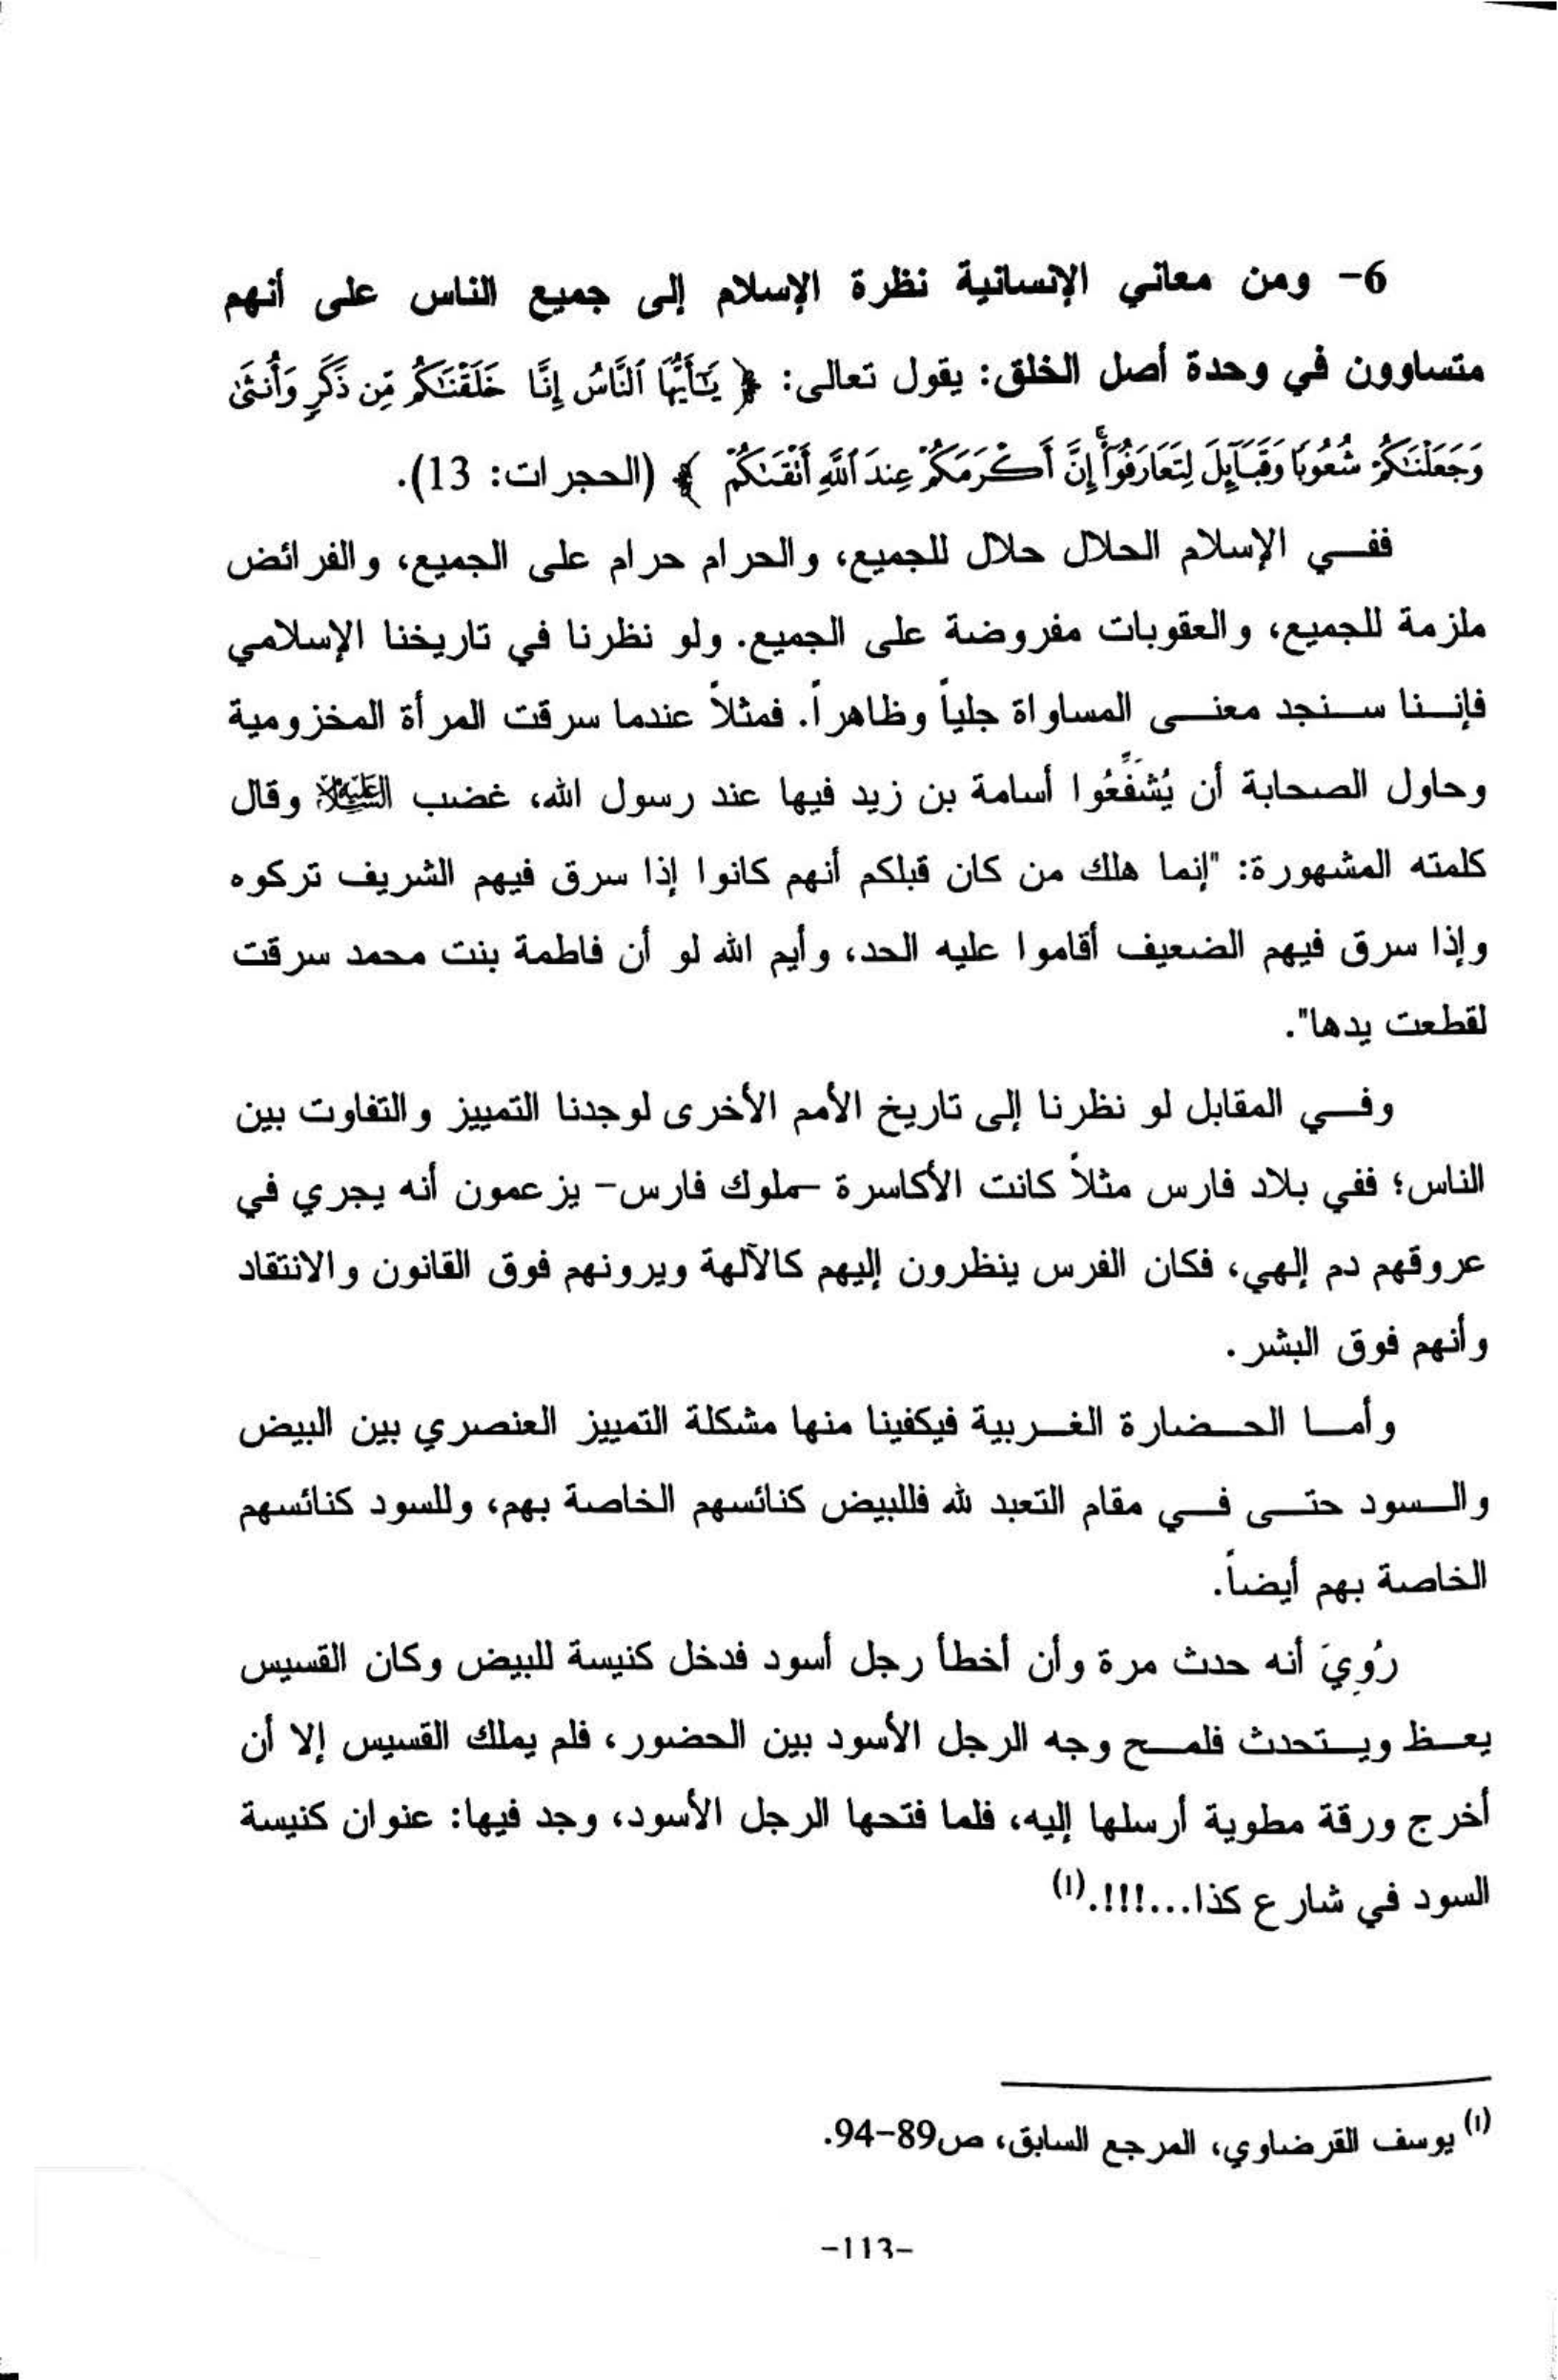 6- ومن معاني الإنسانية نظرة الإسلام إلى جميع الناس على أنهم
متساوون في وحدة أصل الخلق: يقول تعالى: ﴿ يَـٰٓأَيُّهَا ٱلنَّاسُ إِنَّا خَلَقْنَـٰكُم مِّن ذَكَرٍ وَأُنثَىٰ
وَجَعَلْنَـٰكُمْ شُعُوبًا وَقَبَآئِلَ لِتَعَارَفُوٓا۟ ۚ إِنَّ أَكْرَمَكُمْ عِندَ ٱللَّهِ أَتْقَىٰكُمْ ﴾ (الحجرات: 13).
ففي الإسلام الحلال حلال للجميع، والحرام حرام على الجميع، والفرائض
ملزمة للجميع، والعقوبات مفروضة على الجميع. ولو نظرنا في تاريخنا الإسلامي
فإننا سنجد معنى المساواة جلياً وظاهراً. فمثلاً عندما سرقت المرأة المخزومية
وحاول الصحابة أن يُشَفِّعُوا أسامة بن زيد فيها عند رسول الله، غضب عليه السلام وقال
كلمته المشهورة: "إنما هلك من كان قبلكم أنهم كانوا إذا سرق فيهم الشريف تركوه
وإذا سرق فيهم الضعيف أقاموا عليه الحد، وأيم الله لو أن فاطمة بنت محمد سرقت
لقطعت يدها".
وفي المقابل لو نظرنا إلى تاريخ الأمم الأخرى لوجدنا التمييز والتفاوت بين
الناس؛ ففي بلاد فارس مثلاً كانت الأكاسرة -ملوك فارس- يزعمون أنه يجري في
عروقهم دم إلهي، فكان الفرس ينظرون إليهم كالآلهة ويرونهم فوق القانون والانتقاد
وأنهم فوق البشر.
وأما الحضارة الغربية فيكفينا منها مشكلة التمييز العنصري بين البيض
والسود حتى في مقام التعبد لله فللبيض كنائسهم الخاصة بهم، وللسود كنائسهم
الخاصة بهم أيضاً.
رُوِيَ أنه حدث مرة وأن أخطأ رجل أسود فدخل كنيسة للبيض وكان القسيس
يعظ ويتحدث فلمح وجه الرجل الأسود بين الحضور، فلم يملك القسيس إلا أن
أخرج ورقة مطوية أرسلها إليه، فلما فتحها الرجل الأسود، وجد فيها: عنوان كنيسة
السود في شارع كذا...!!!.(1)
(1) يوسف القرضاوي، المرجع السابق، ص89-94.
-113-